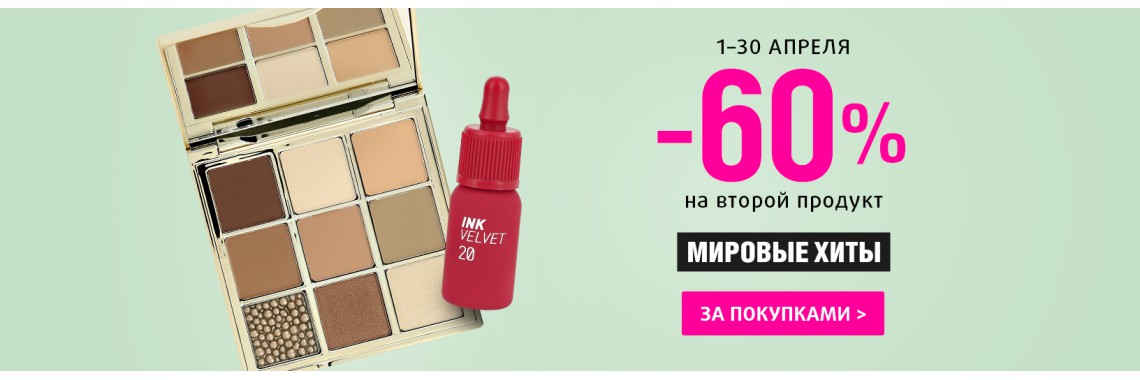 1–30 АПРЕЛЯ
-60%
на второй продукт
МИРОВЫЕ ХИТЫ
ЗА ПОКУПКАМИ >
INK
VELVET
20